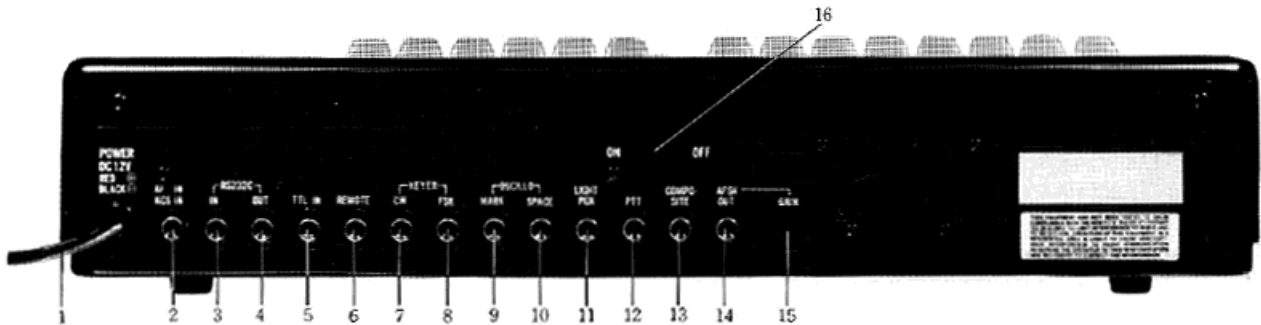 16
POWER
DC12V
RED
BLACK
AF IN
ACS IN
RS232C
IN OUT
TTL IN
REMOTE
KEYER
CW FSK
OSCILLO
MARK SPACE
LIGHT
PEN
ON OFF
PTT
COMPO
SITE
AFSK
OUT
GAIN
1 2 3 4 5 6 7 8 9 10 11 12 13 14 15